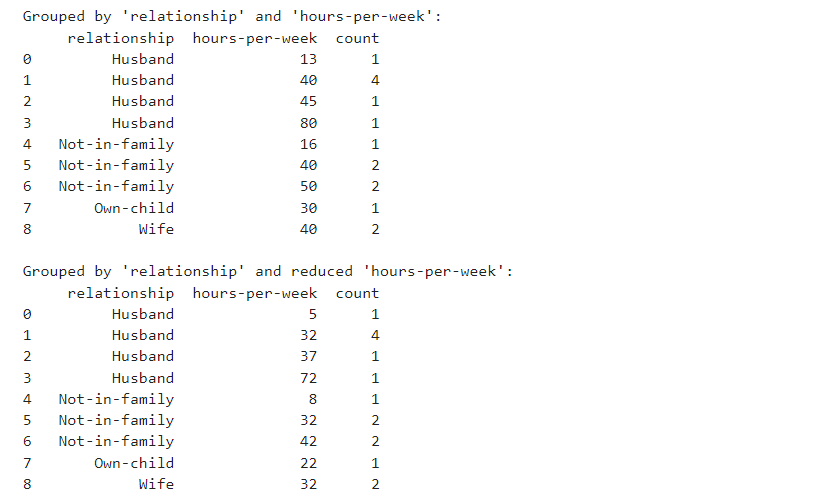 Grouped by 'relationship' and 'hours-per-week':
relationship hours-per-week count
0 Husband 13 1
1 Husband 40 4
2 Husband 45 1
3 Husband 80 1
4 Not-in-family 16 1
5 Not-in-family 40 2
6 Not-in-family 50 2
7 Own-child 30 1
8 Wife 40 2
Grouped by 'relationship' and reduced 'hours-per-week':
relationship hours-per-week count
0 Husband 5 1
1 Husband 32 4
2 Husband 37 1
3 Husband 72 1
4 Not-in-family 8 1
5 Not-in-family 32 2
6 Not-in-family 42 2
7 Own-child 22 1
8 Wife 32 2